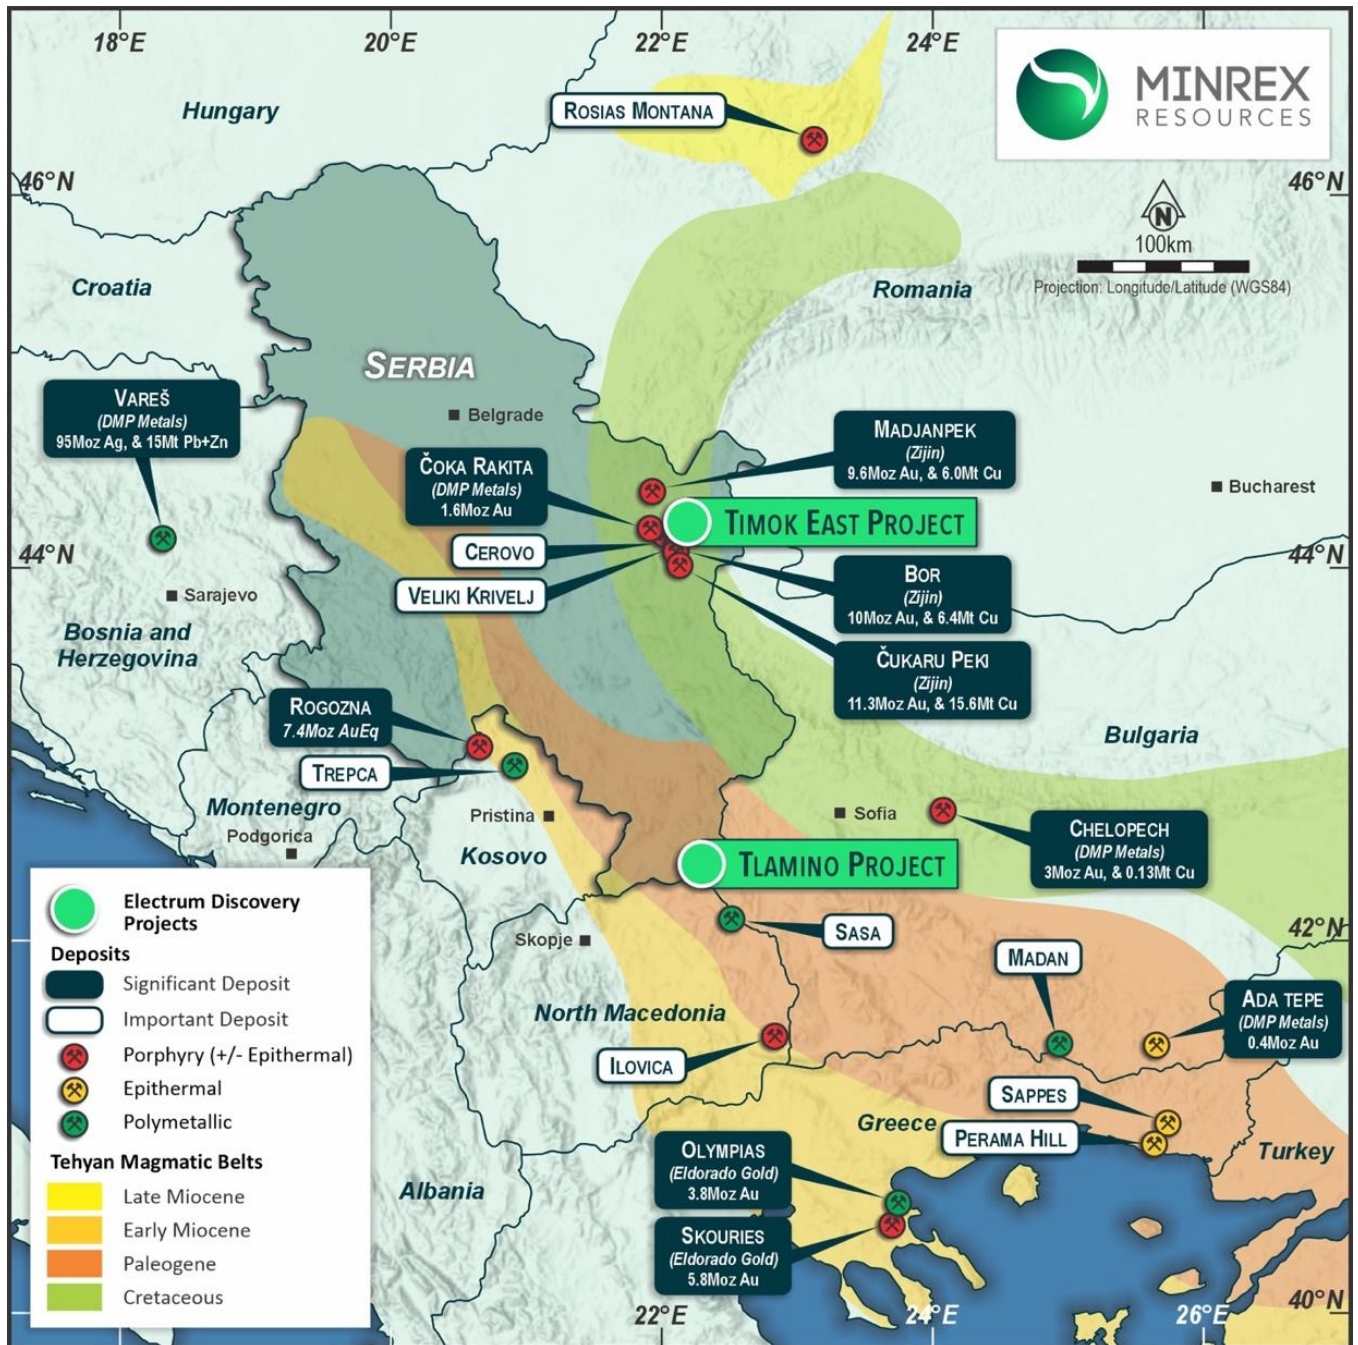 18°E
20°E
22°E
24°E
MINREX
RESOURCES
Hungary
ROSIAS MONTANA
46°N
46°N
N
100km
Projection: Longitude/Latitude (WGS84)
Croatia
Romania
SERBIA
Belgrade
VAREŠ
(DMP Metals)
95Moz Ag, & 15Mt Pb+Zn
ČOKA RAKITA
(DMP Metals)
1.6Moz Au
MADJANPEK
(Zijin)
9.6Moz Au, & 6.0Mt Cu
Bucharest
TIMOK EAST PROJECT
CEROVO
44°N
44°N
VELIKI KRIVELJ
BOR
(Zijin)
10Moz Au, & 6.4Mt Cu
Sarajevo
Bosnia and
Herzegovina
ČUKARU PEKI
(Zijin)
11.3Moz Au, & 15.6Mt Cu
ROGOZNA
7.4Moz AuEq
TREPCA
Bulgaria
Montenegro
Podgorica
Pristina
Kosovo
Sofia
CHELOPECH
(DMP Metals)
3Moz Au, & 0.13Mt Cu
TLAMINO PROJECT
SASA
Skopje
42°N
MADAN
ADA TEPE
(DMP Metals)
0.4Moz Au
North Macedonia
ILOVICA
SAPPES
Greece
PERAMA HILL
Turkey
OLYMPIAS
(Eldorado Gold)
3.8Moz Au
Albania
SKOURIES
(Eldorado Gold)
5.8Moz Au
22°E
24°E
26°E
40°N
Electrum Discovery
Projects
Deposits
Significant Deposit
Important Deposit
Porphyry (+/- Epithermal)
Epithermal
Polymetallic
Tehyan Magmatic Belts
Late Miocene
Early Miocene
Paleogene
Cretaceous